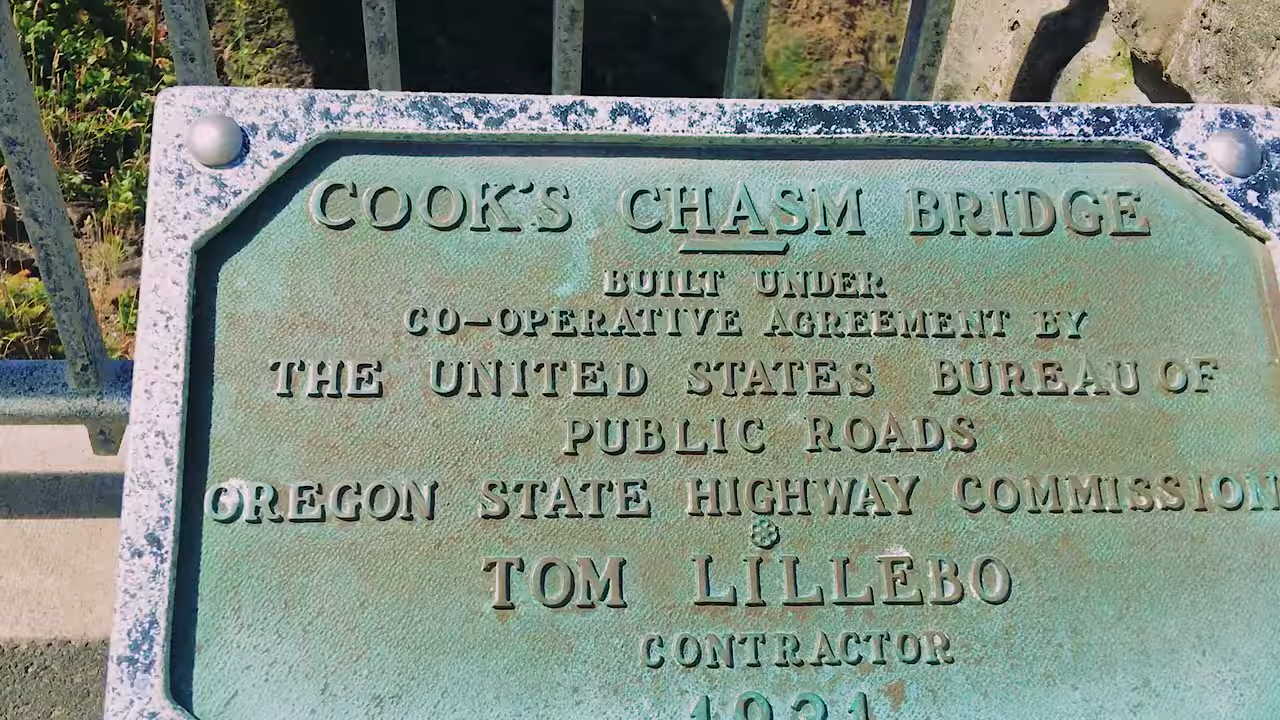 COOK'S CHASM BRIDGE
BUILT UNDER
CO-OPERATIVE AGREEMENT BY
THE UNITED STATES BUREAU OF
PUBLIC ROADS
OREGON STATE HIGHWAY COMMISSION
TOM LILLEBO
CONTRACTOR
1931